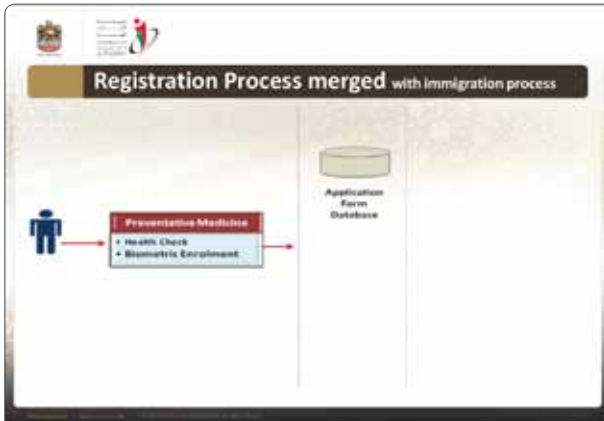 Registration Process merged with immigration process
Application
Form
Database
Preventative Medicine
• Health Check
• Biometric Enrolment